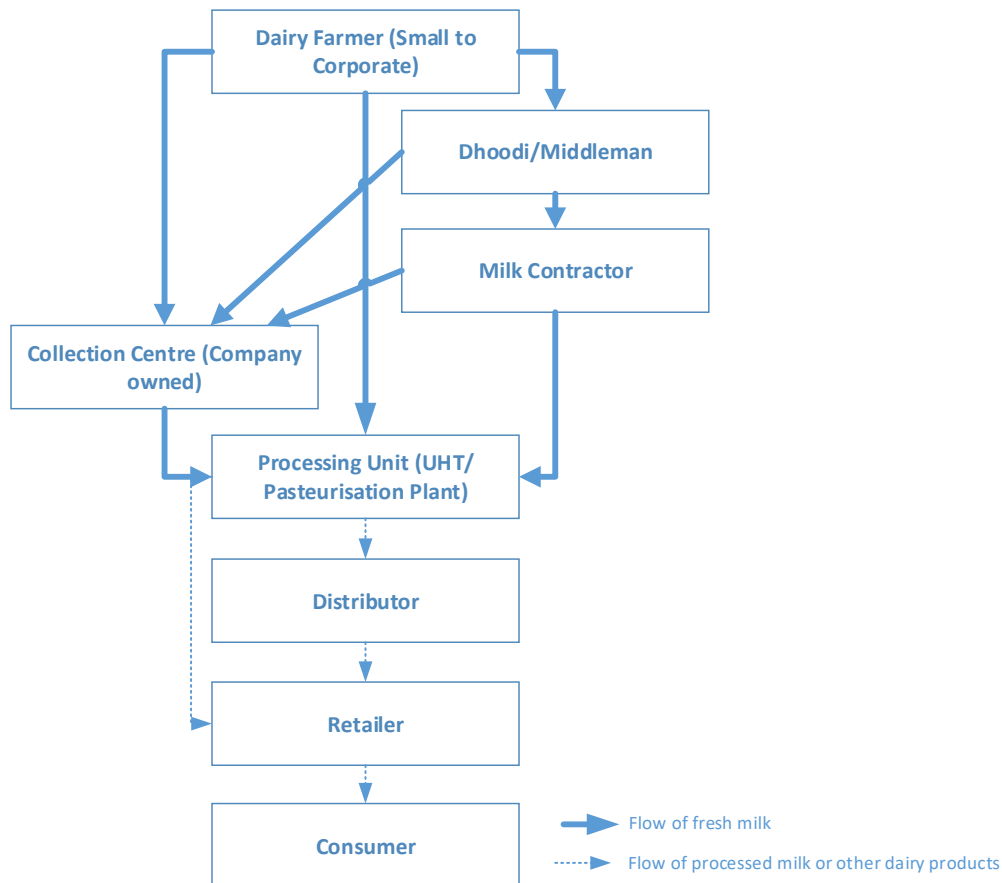 Dairy Farmer (Small to
Corporate)
Dhoodi/Middleman
Milk Contractor
Collection Centre (Company
owned)
Processing Unit (UHT/
Pasteurisation Plant)
Distributor
Retailer
Consumer
Flow of fresh milk
Flow of processed milk or other dairy products